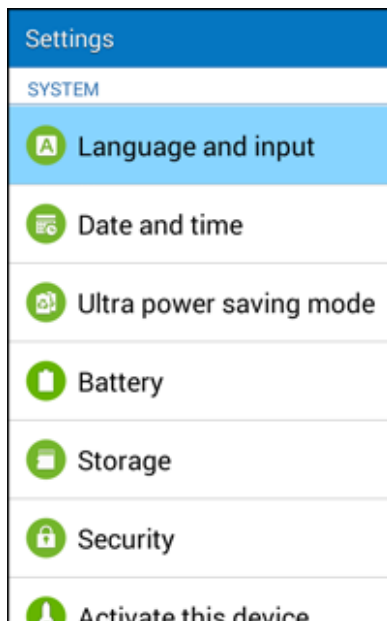 Settings
SYSTEM
A
Language and input
Date and time
Ultra power saving mode
Battery
Storage
Security
Activate this device